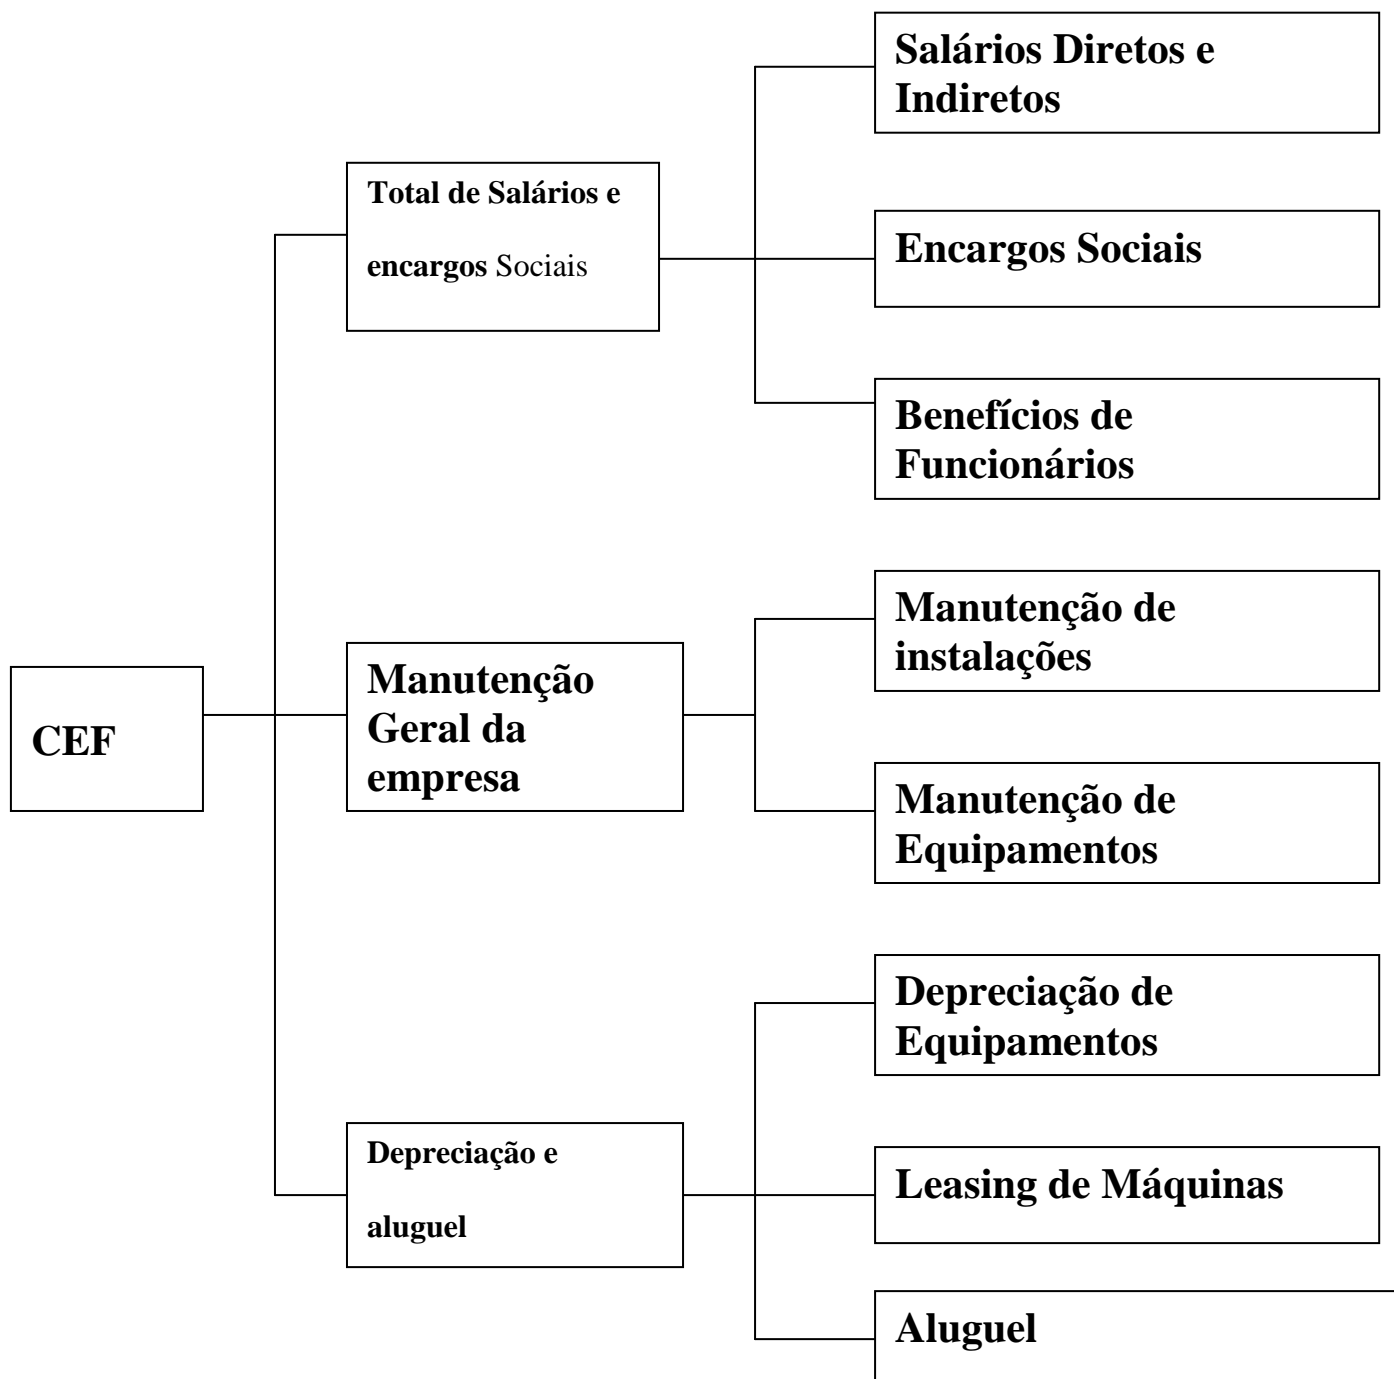 Salários Diretos e
Indiretos
Total de Salários e
encargos Sociais
Encargos Sociais
Benefícios de
Funcionários
Manutenção de
instalações
CEF
Manutenção
Geral da
empresa
Manutenção de
Equipamentos
Depreciação de
Equipamentos
Depreciação e
aluguel
Leasing de Máquinas
Aluguel